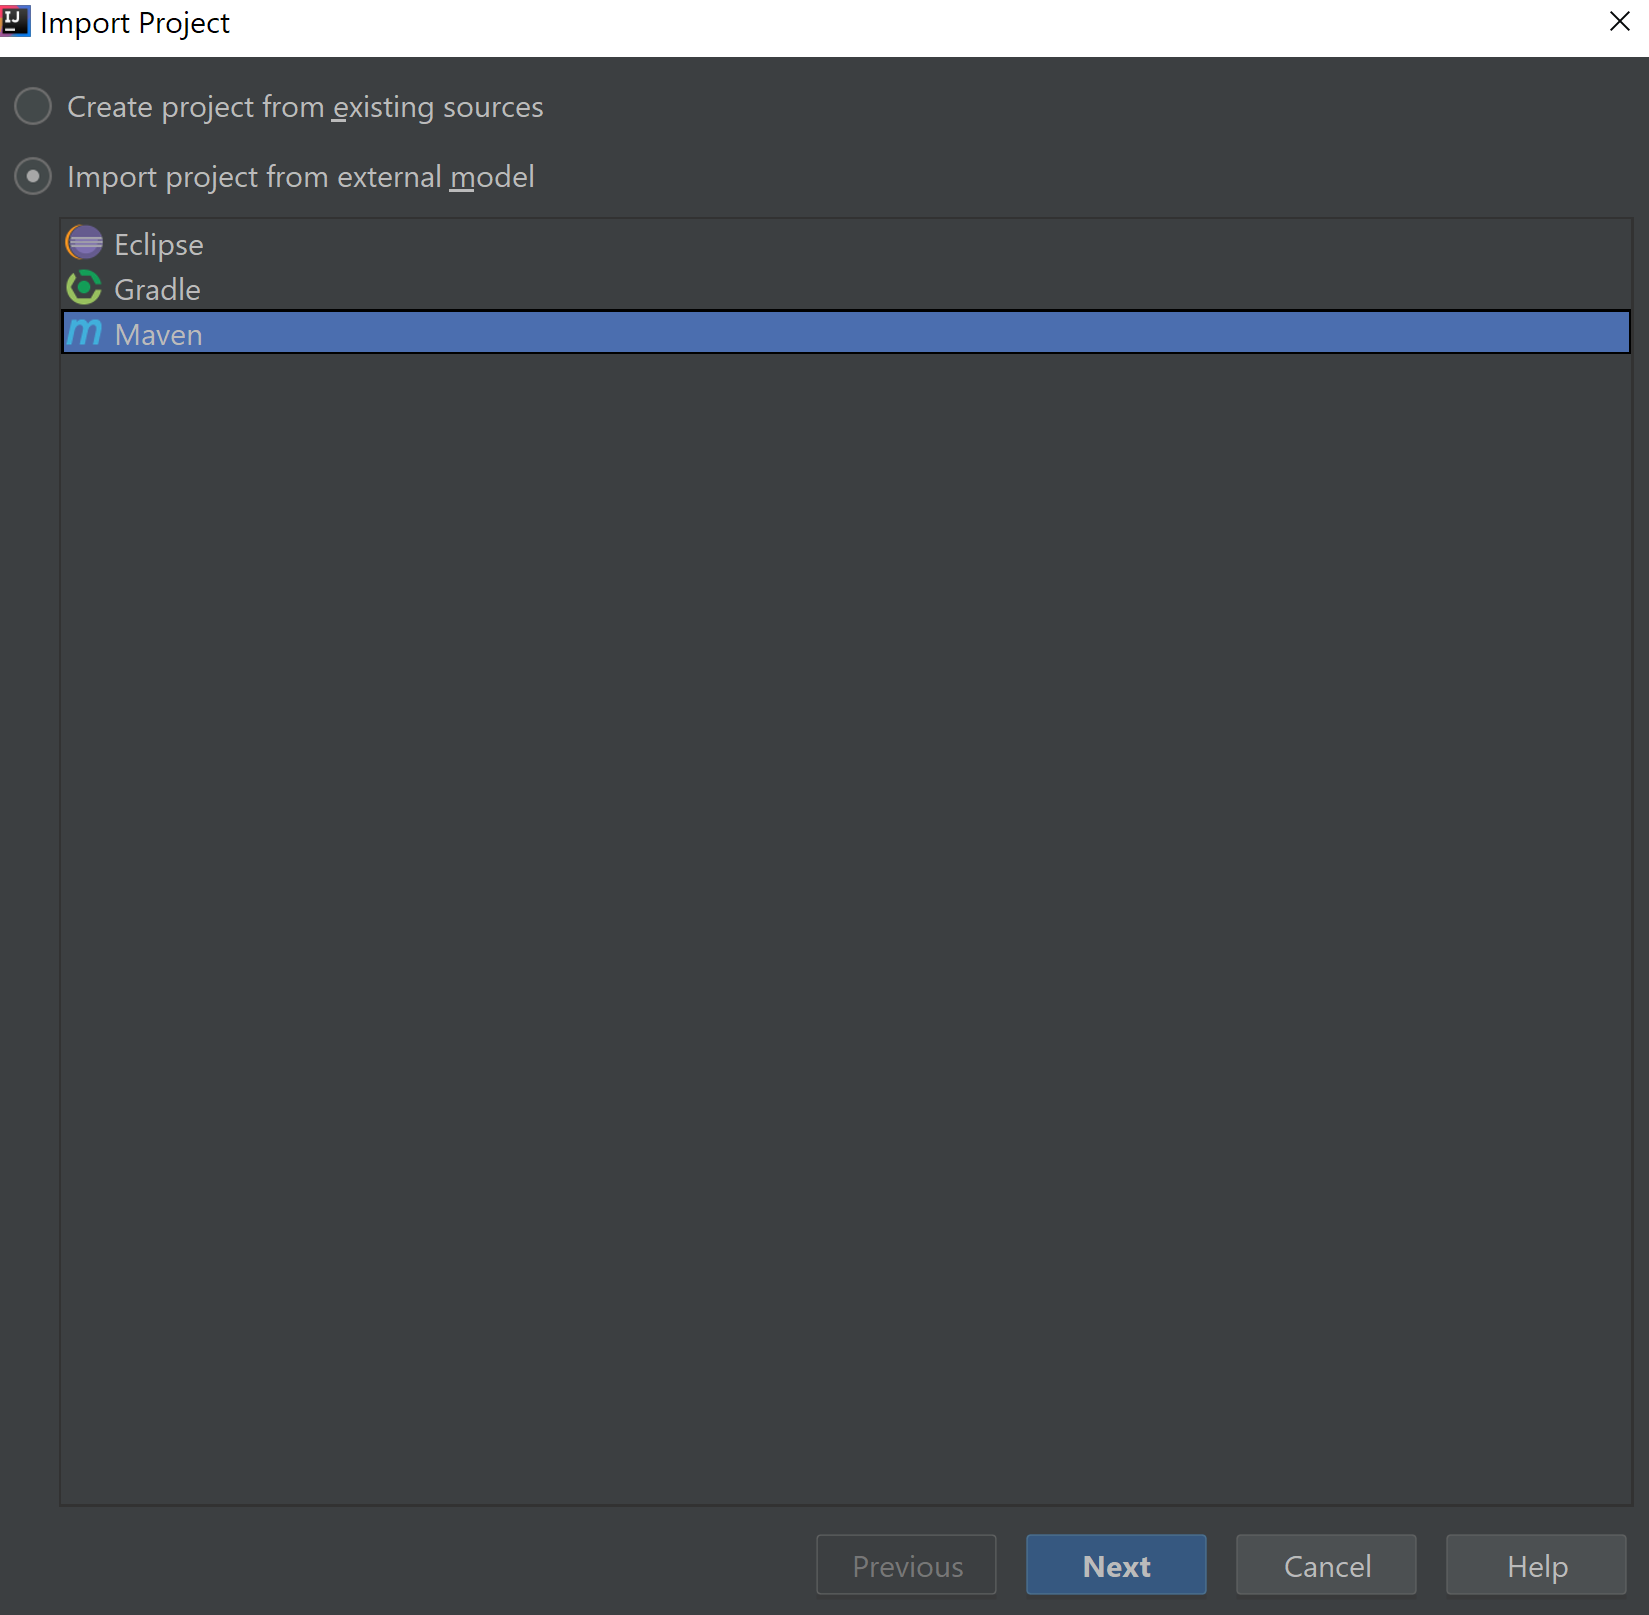 IJ Import Project
Create project from existing sources
Import project from external model
Eclipse
Gradle
m Maven
Previous Next Cancel Help